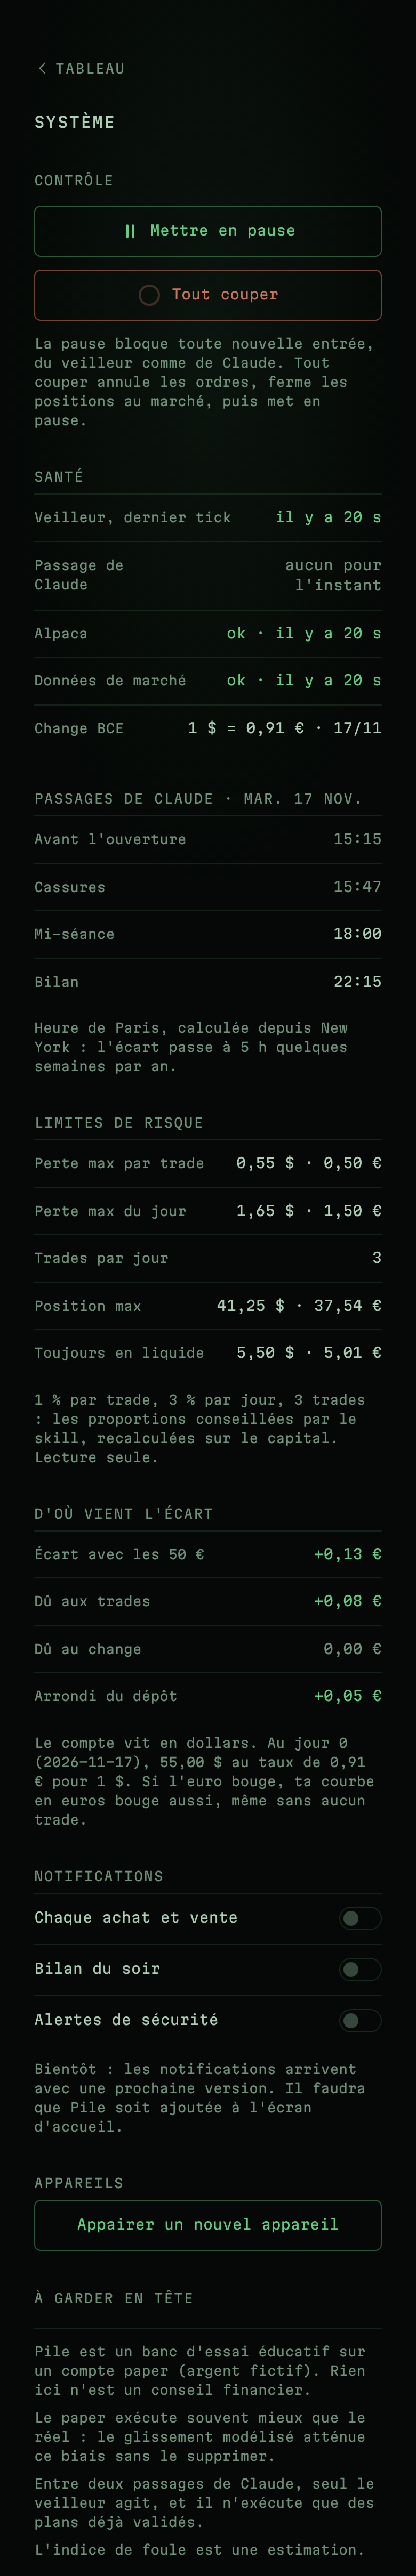 TABLEAU
SYSTÈME
CONTRÔLE
Mettre en pause
Tout couper
La pause bloque toute nouvelle entrée,
du veilleur comme de Claude. Tout
couper annule les ordres, ferme les
positions au marché, puis met en
pause.
SANTÉ
Veilleur, dernier tick il y a 20 s
Passage de aucun pour
Claude l'instant
Alpaca ok · il y a 20 s
Données de marché ok · il y a 20 s
Change BCE 1 $ = 0,91 € · 17/11
PASSAGES DE CLAUDE · MAR. 17 NOV.
Avant l'ouverture 15:15
Cassures 15:47
Mi-séance 18:00
Bilan 22:15
Heure de Paris, calculée depuis New
York : l'écart passe à 5 h quelques
semaines par an.
LIMITES DE RISQUE
Perte max par trade 0,55 $ · 0,50 €
Perte max du jour 1,65 $ · 1,50 €
Trades par jour 3
Position max 41,25 $ · 37,54 €
Toujours en liquide 5,50 $ · 5,01 €
1 % par trade, 3 % par jour, 3 trades
: les proportions conseillées par le
skill, recalculées sur le capital.
Lecture seule.
D'OÙ VIENT L'ÉCART
Écart avec les 50 € +0,13 €
Dû aux trades +0,08 €
Dû au change 0,00 €
Arrondi du dépôt +0,05 €
Le compte vit en dollars. Au jour 0
(2026-11-17), 55,00 $ au taux de 0,91
€ pour 1 $. Si l'euro bouge, ta courbe
en euros bouge aussi, même sans aucun
trade.
NOTIFICATIONS
Chaque achat et vente
Bilan du soir
Alertes de sécurité
Bientôt : les notifications arrivent
avec une prochaine version. Il faudra
que Pile soit ajoutée à l'écran
d'accueil.
APPAREILS
Appairer un nouvel appareil
À GARDER EN TÊTE
Pile est un banc d'essai éducatif sur
un compte paper (argent fictif). Rien
ici n'est un conseil financier.
Le paper exécute souvent mieux que le
réel : le glissement modélisé atténue
ce biais sans le supprimer.
Entre deux passages de Claude, seul le
veilleur agit, et il n'exécute que des
plans déjà validés.
L'indice de foule est une estimation.